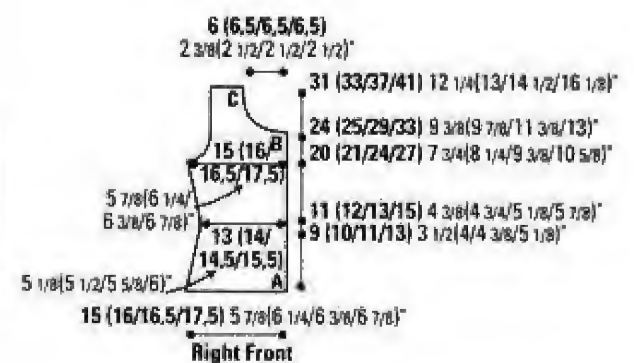 6 (6,5/6,5/6,5)
2 3/8(2 1/2/2 1/2/2 1/2)"
31 (33/37/41) 12 1/4(13/14 1/2/16 1/8)"
C
24 (25/29/33) 9 3/8(9 7/8/11 3/8/13)"
B
15 (16/
20 (21/24/27) 7 3/4(8 1/4/9 3/8/10 5/8)"
16,5/17,5)
5 7/8(6 1/4/
6 3/8/6 7/8)"
11 (12/13/15) 4 3/8(4 3/4/5 1/8/5 7/8)"
13 (14/
9 (10/11/13) 3 1/2(4/4 3/8/5 1/8)"
14,5/15,5)
5 1/8(5 1/2/5 5/8/6)"
A
15 (16/16,5/17,5) 5 7/8(6 1/4/6 3/8/6 7/8)"
Right Front